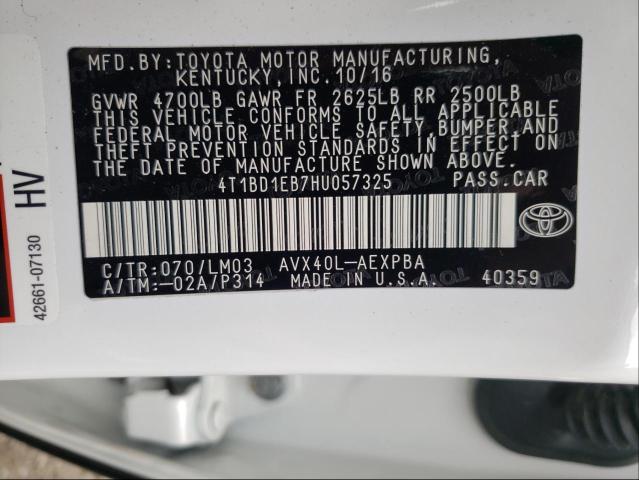 MFD.BY:TOYOTA MOTOR MANUFACTURING,
KENTUCKY,INC.10/16
GVWR 4700LB GAWR FR 2625LB RR 2500LB
THIS VEHICLE CONFORMS TO ALL APPLICABLE
FEDERAL MOTOR VEHICLE SAFETY,BUMPER,AND
THEFT PREVENTION STANDARDS IN EFFECT ON
THE DATE OF MANUFACTURE SHOWN ABOVE.
4T1BD1EB7HU057325 PASS.CAR
TOYOTA
C/TR:070/LM03 AVX40L-AEXPBA
A/TM:-02A/P314 MADE IN U.S.A. 40359
HV
42661-07130